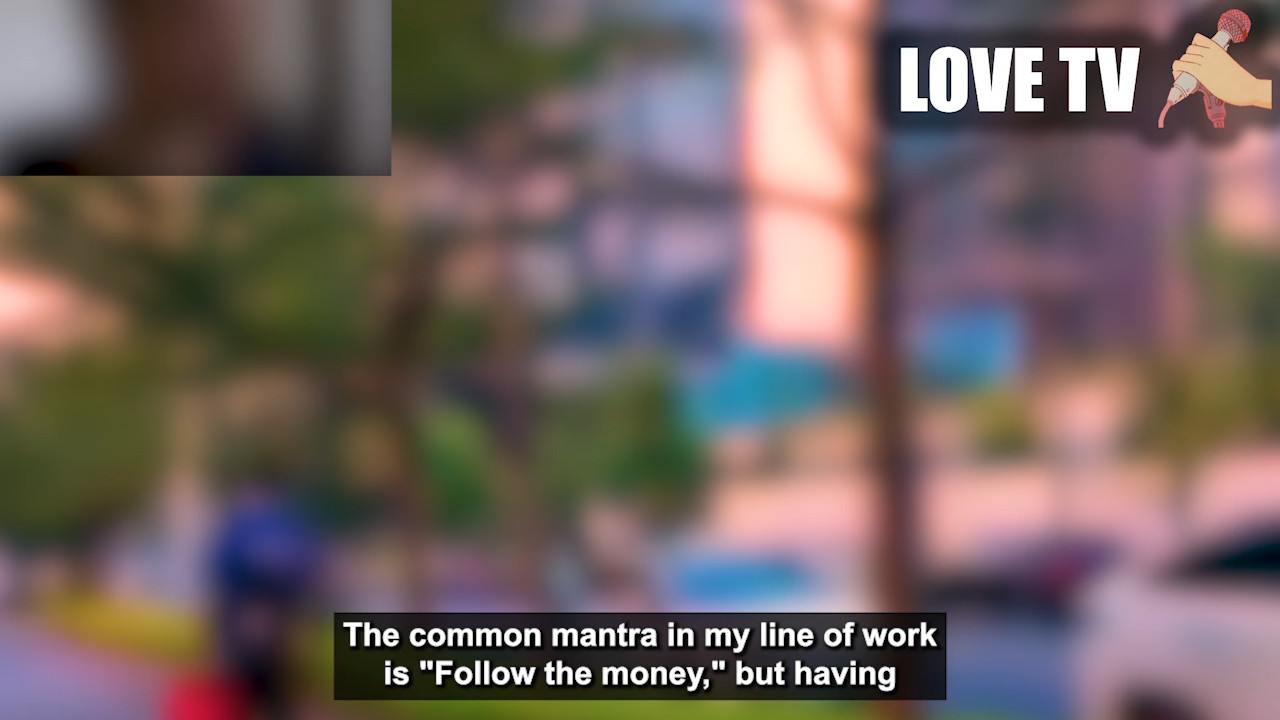 LOVE TV
The common mantra in my line of work
is "Follow the money," but having